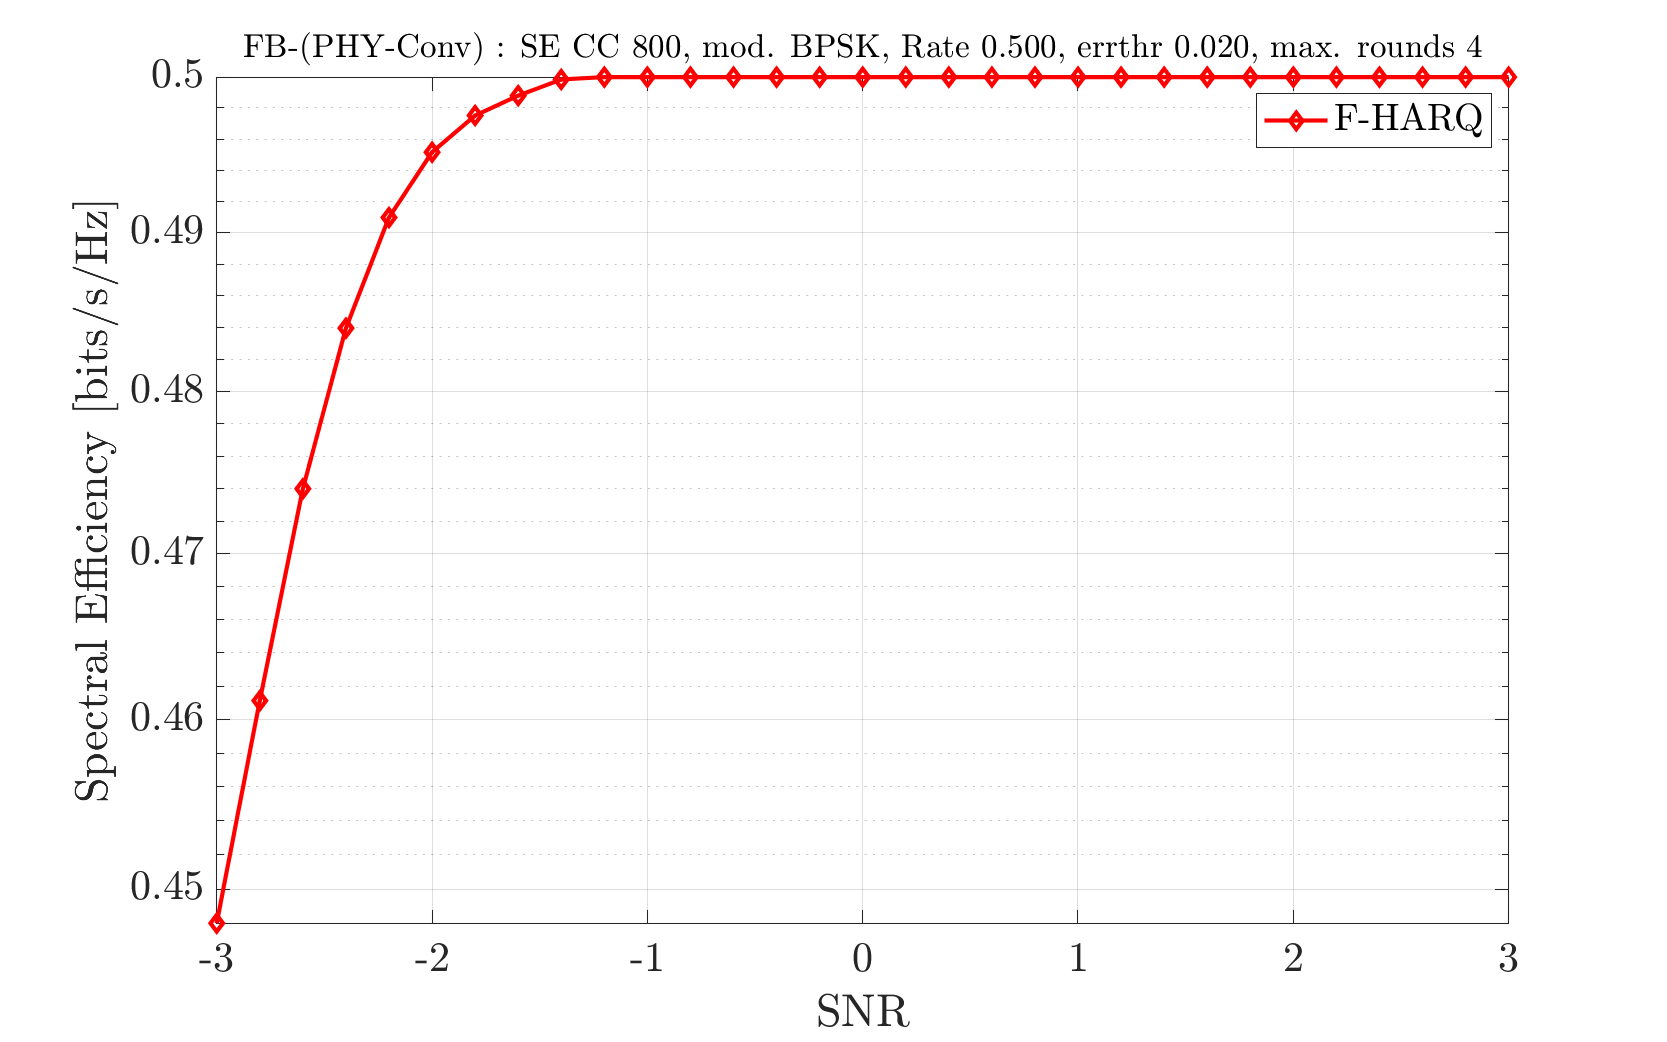 FB-(PHY-Conv) : SE CC 800, mod. BPSK, Rate 0.500, errthr 0.020, max. rounds 4
F-HARQ
Spectral Efficiency [bits/s/Hz]
0.5
0.49
0.48
0.47
0.46
0.45
-3 -2 -1 0 1 2 3
SNR